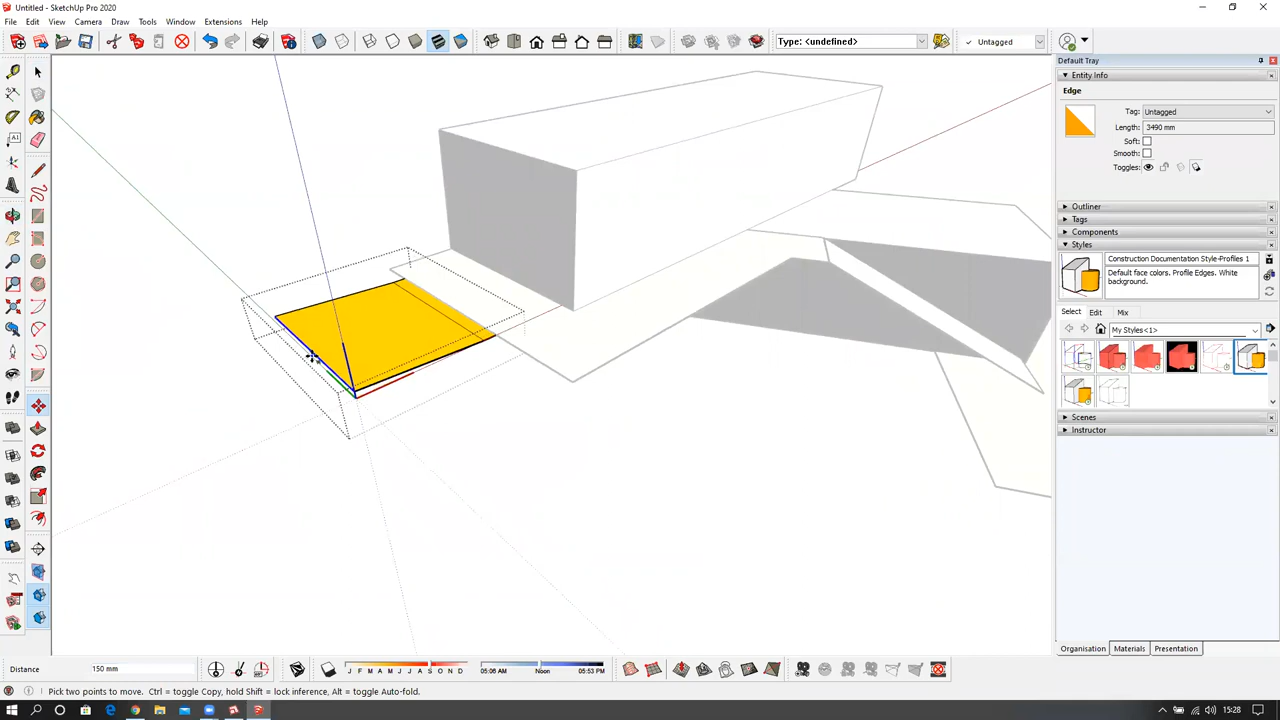 Untitled - SketchUp Pro 2020
File Edit View Camera Draw Tools Window Extensions Help
Type: <undefined>
Untagged
Default Tray
Entity Info
Edge
Tag: Untagged
Length: 3490 mm
Soft:
Smooth:
Toggles:
Outliner
Tags
Components
Styles
Construction Documentation Style-Profiles 1
Default face colors. Profile Edges. White background.
Select Edit Mix
My Styles<1>
Scenes
Instructor
Organisation Materials Presentation
Distance 150 mm
J F M A M J J A S O N D
05:06 AM Noon 05:53 PM
Pick two points to move. Ctrl = toggle Copy, hold Shift = lock inference, Alt = toggle Auto-fold.
15:28